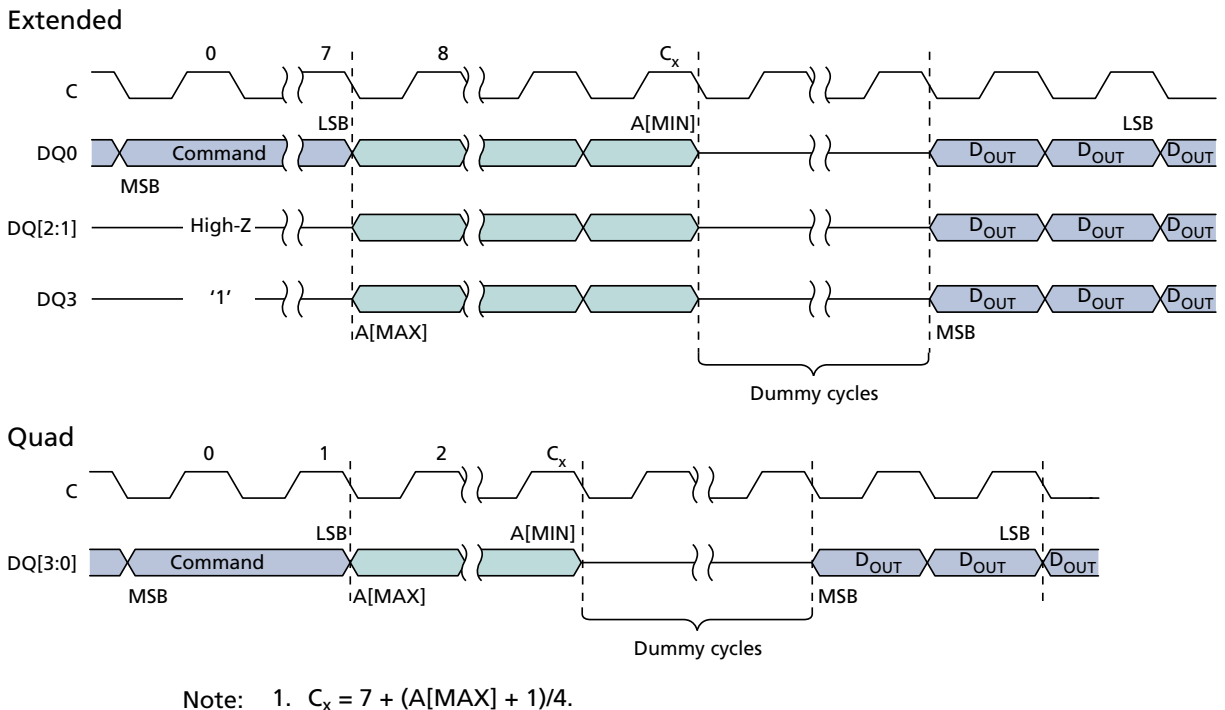 Extended
0 7 8 Cx
C
LSB A[MIN] LSB
DQ0 Command DOUT DOUT DOUT
MSB
DQ[2:1] High-Z DOUT DOUT DOUT
DQ3 ‘1’ DOUT DOUT DOUT
A[MAX] MSB
Dummy cycles
Quad
0 1 2 Cx
C
LSB A[MIN] LSB
DQ[3:0] Command DOUT DOUT DOUT
MSB A[MAX] MSB
Dummy cycles
Note: 1. Cx = 7 + (A[MAX] + 1)/4.